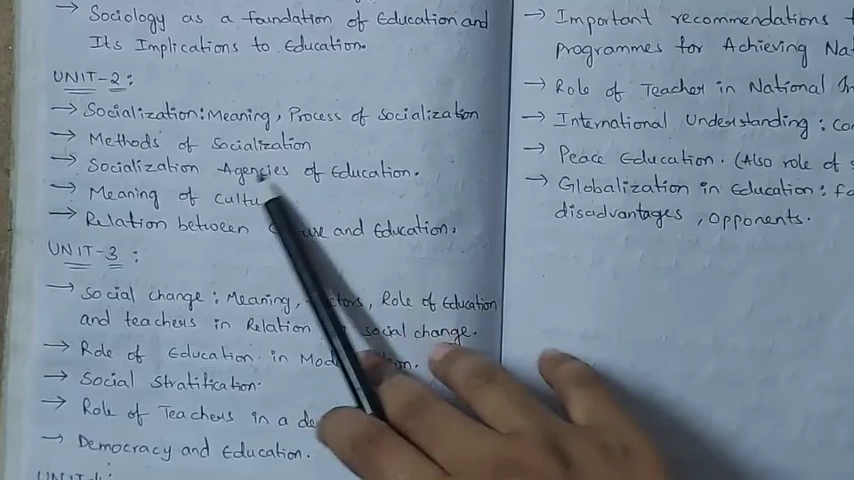 → Sociology as a foundation of Education and
Its Implications to Education.
UNIT-2:
→ Socialization: Meaning, Process of Socialization
→ Methods of Socialization
→ Socialization Agencies of Education.
→ Meaning of
→ Relation between and Education.
UNIT-3:
→ Social change: Meaning, Role of Education
and teachers in Relation social change.
→ Role of Education in
→ Social Stratification.
→ Role of Teachers in a
→ Democracy and Education.
→ Important recommendations
Programmes for Achieving
→ Role of Teacher in National
→ International Understanding:
→ Peace Education. (Also role of
→ Globalization in Education:
disadvantages, Opponents.